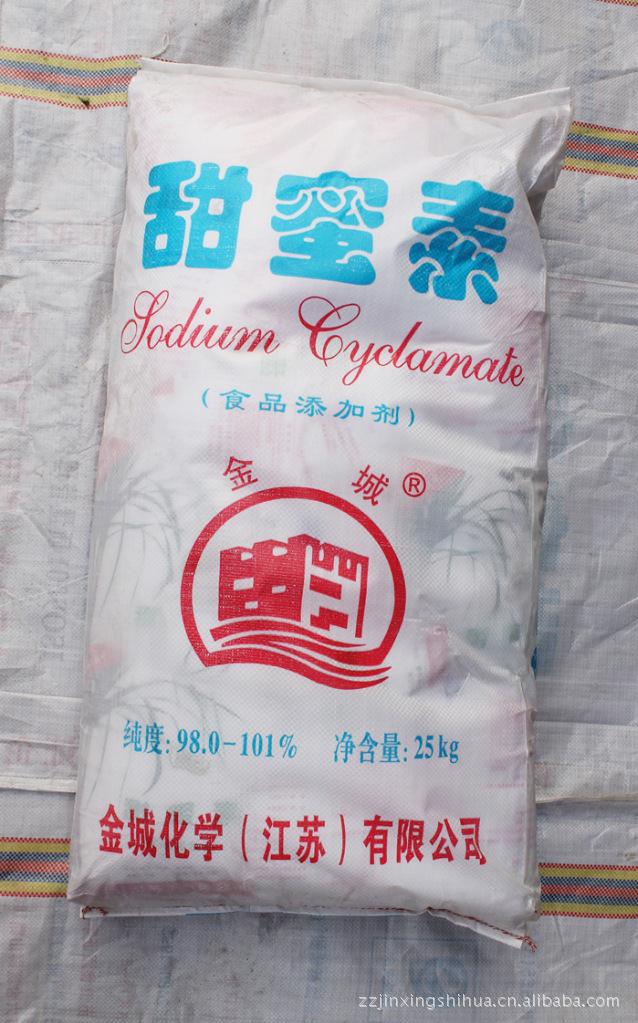 甜蜜素
Sodium Cyclamate
(食品添加剂)
金城®
纯度: 98.0-101% 净含量: 25kg
金城化学(江苏)有限公司
zzjinxingshihua.cn.alibaba.com